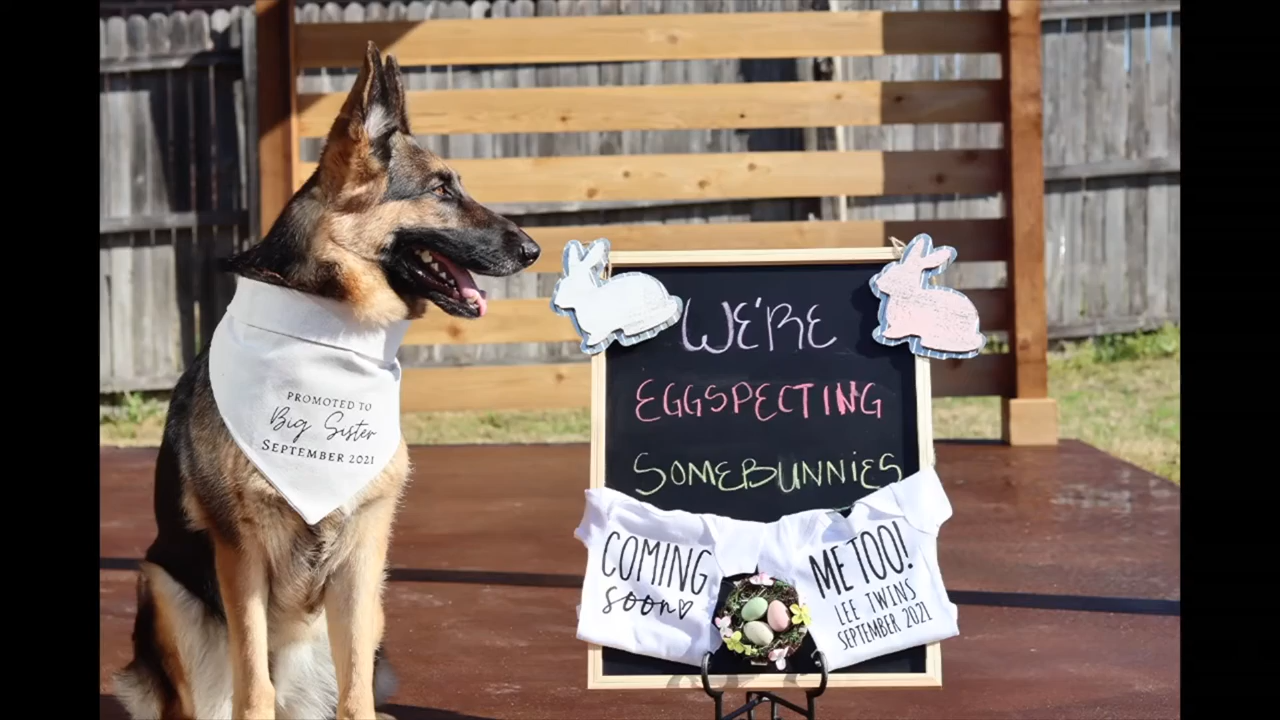 PROMOTED TO
Big Sister
SEPTEMBER 2021
WE'RE
EGGSPECTING
SOMEBUNNIES
COMING
soon
ME TOO!
LEE TWINS
SEPTEMBER 2021